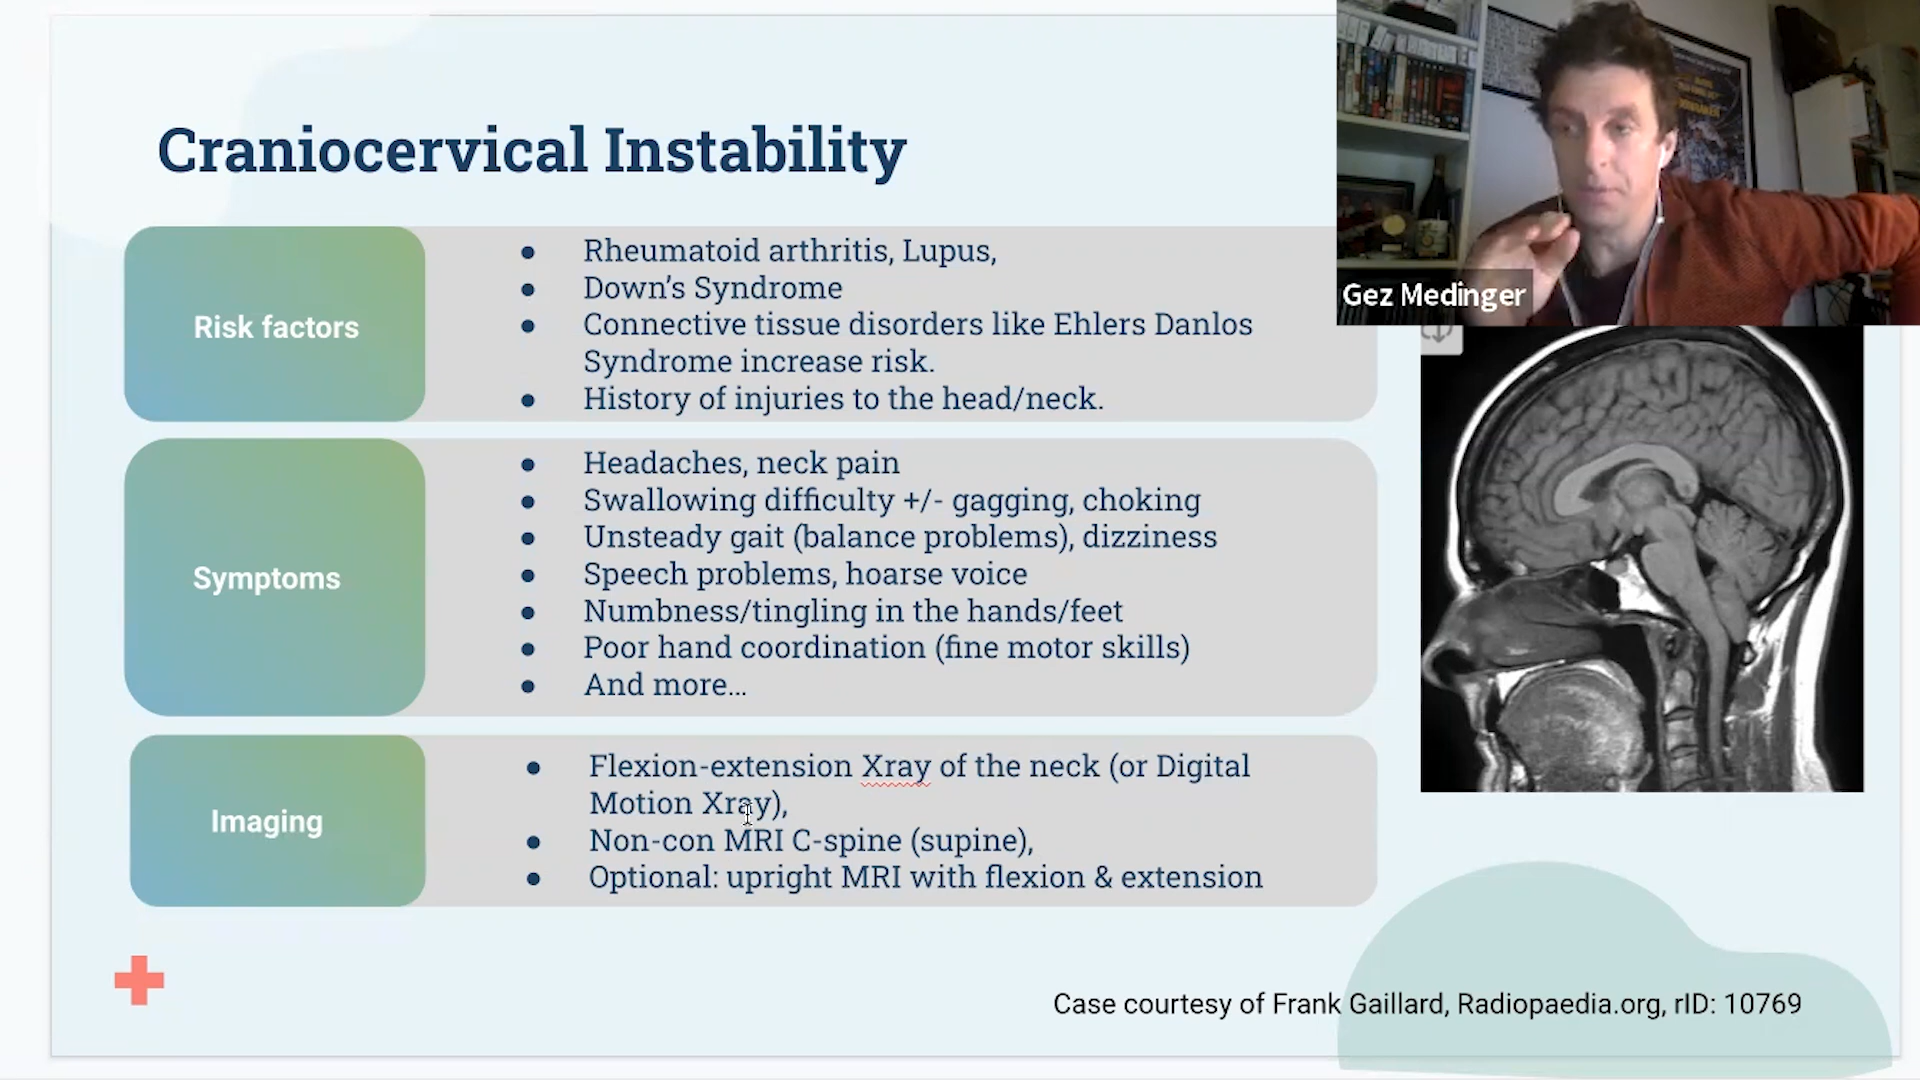 Craniocervical Instability
Risk factors
● Rheumatoid arthritis, Lupus,
● Down’s Syndrome
● Connective tissue disorders like Ehlers Danlos
Syndrome increase risk.
● History of injuries to the head/neck.
Symptoms
● Headaches, neck pain
● Swallowing difficulty +/- gagging, choking
● Unsteady gait (balance problems), dizziness
● Speech problems, hoarse voice
● Numbness/tingling in the hands/feet
● Poor hand coordination (fine motor skills)
● And more...
Imaging
● Flexion-extension Xray of the neck (or Digital
Motion Xray),
● Non-con MRI C-spine (supine),
● Optional: upright MRI with flexion & extension
Gez Medinger
Case courtesy of Frank Gaillard, Radiopaedia.org, rID: 10769